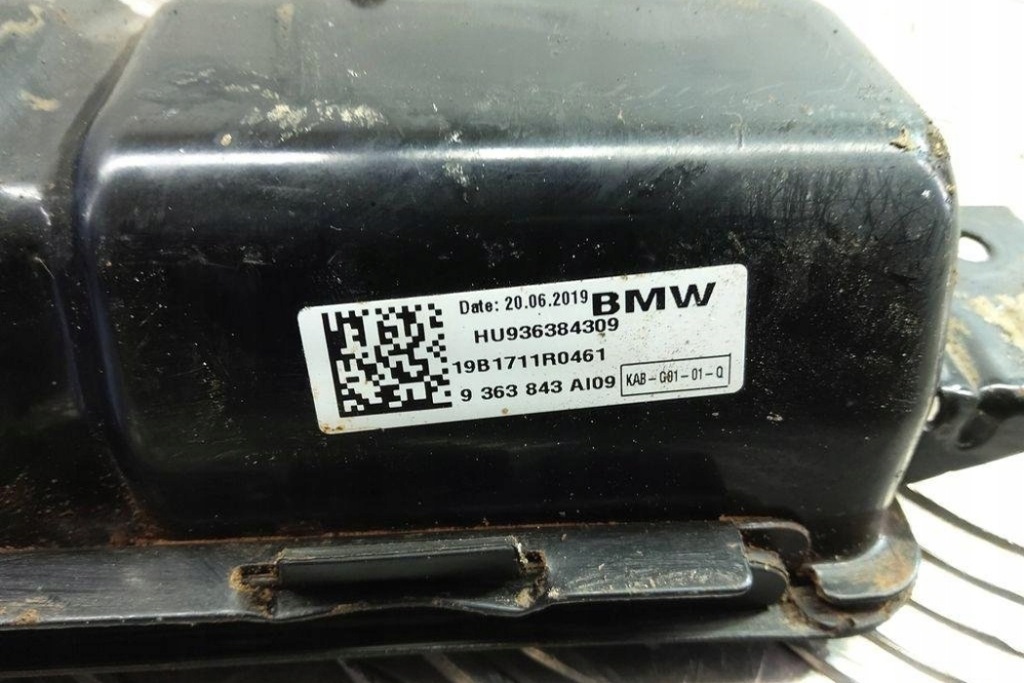 Date: 20.06.2019 BMW
HU936384309
19B1711R0461
9 363 843 AI09 KAB-G01-01-Q